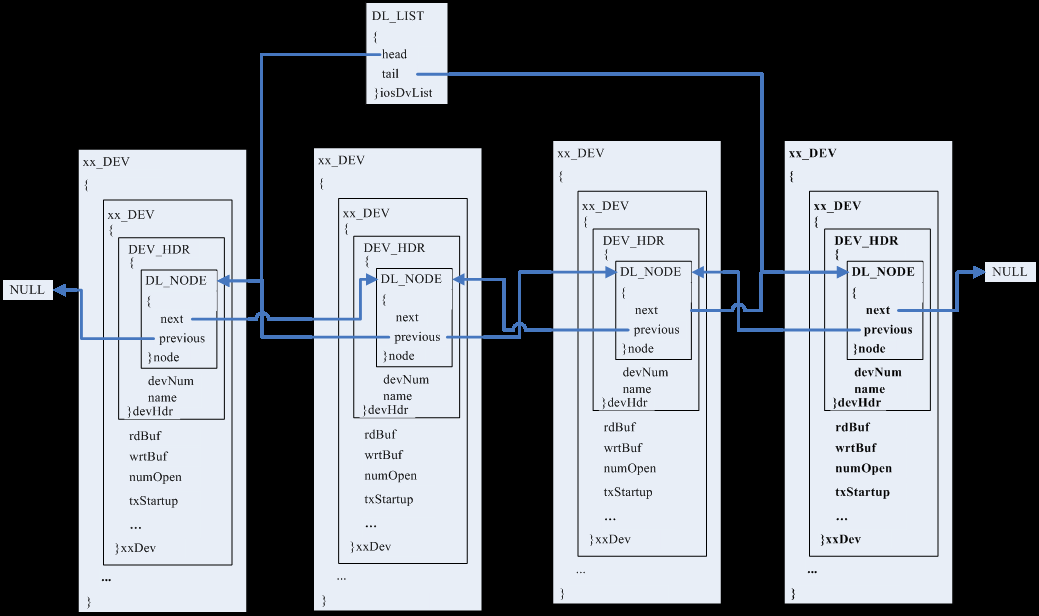 DL_LIST
{
head
tail
}iosDvList
NULL
xx_DEV
{
xx_DEV
{
DEV_HDR
{
DL_NODE
{
next
previous
}node
devNum
name
}devHdr
rdBuf
wrtBuf
numOpen
txStartup
...
}xxDev
...
}
xx_DEV
{
xx_DEV
{
DEV_HDR
{
DL_NODE
{
next
previous
}node
devNum
name
}devHdr
rdBuf
wrtBuf
numOpen
txStartup
...
}xxDev
...
}
xx_DEV
{
xx_DEV
{
DEV_HDR
{
DL_NODE
{
next
previous
}node
devNum
name
}devHdr
rdBuf
wrtBuf
numOpen
txStartup
...
}xxDev
...
}
xx_DEV
{
xx_DEV
{
DEV_HDR
{
DL_NODE
{
next
previous
}node
devNum
name
}devHdr
rdBuf
wrtBuf
numOpen
txStartup
...
}xxDev
...
}
NULL